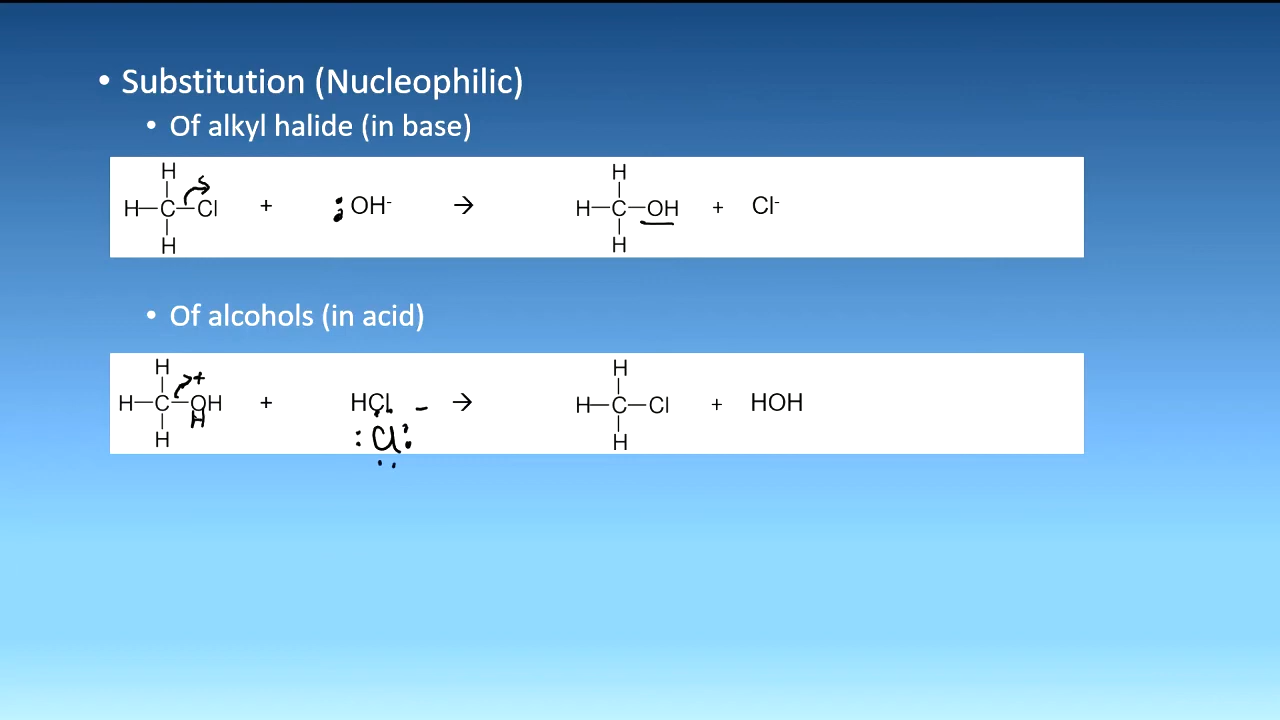 • Substitution (Nucleophilic)
• Of alkyl halide (in base)
H H
H–C–Cl + :OH⁻ → H–C–OH + Cl⁻
H H
• Of alcohols (in acid)
H + H
H–C–OH + HCl – → H–C–Cl + HOH
H
:Cl:
H H